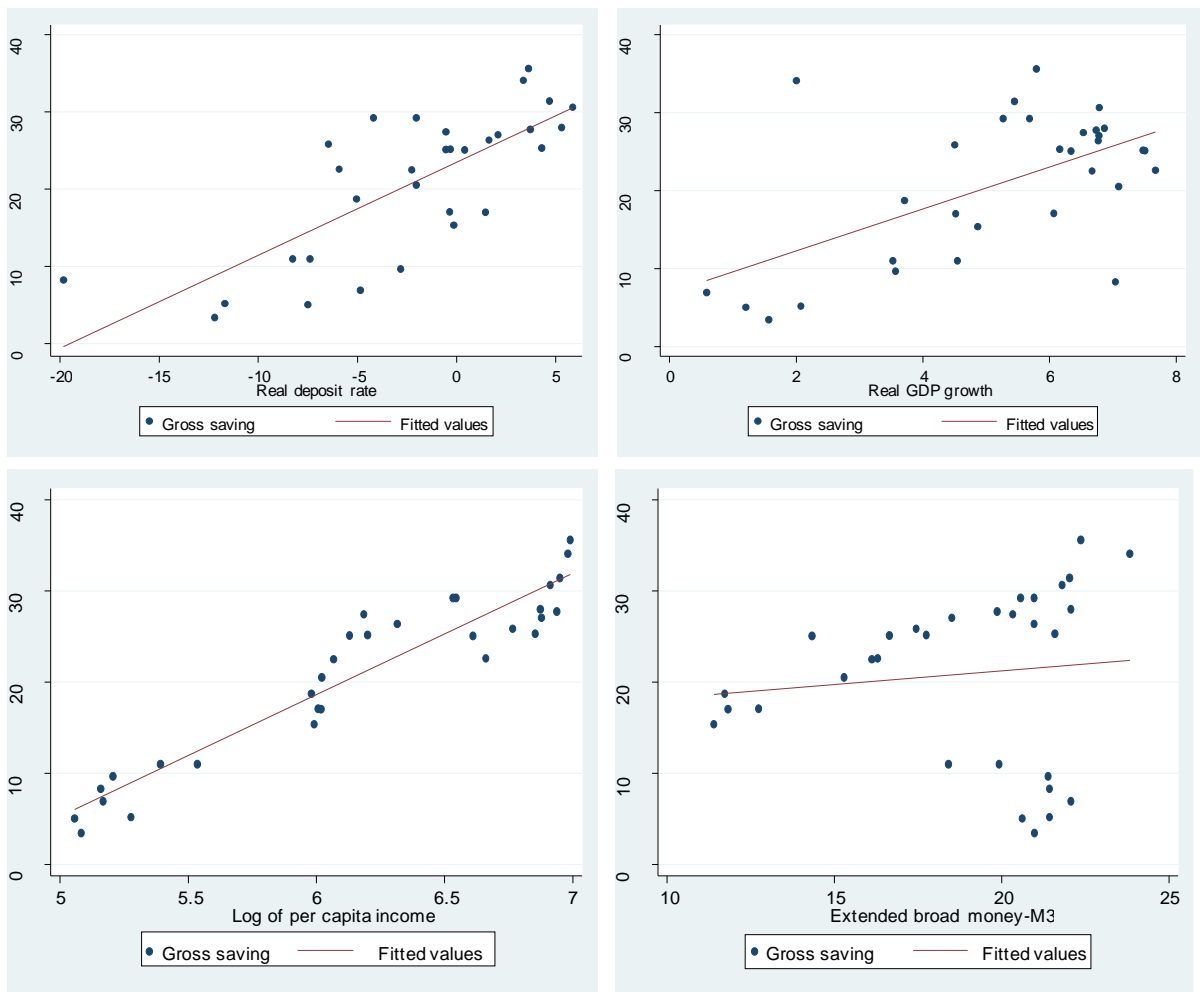 40
30
20
10
0
-20 -15 -10 -5 0 5
Real deposit rate
Gross saving Fitted values
40
30
20
10
0
0 2 4 6 8
Real GDP growth
Gross saving Fitted values
40
30
20
10
0
5 5.5 6 6.5 7
Log of per capita income
Gross saving Fitted values
40
30
20
10
0
10 15 20 25
Extended broad money-M3
Gross saving Fitted values